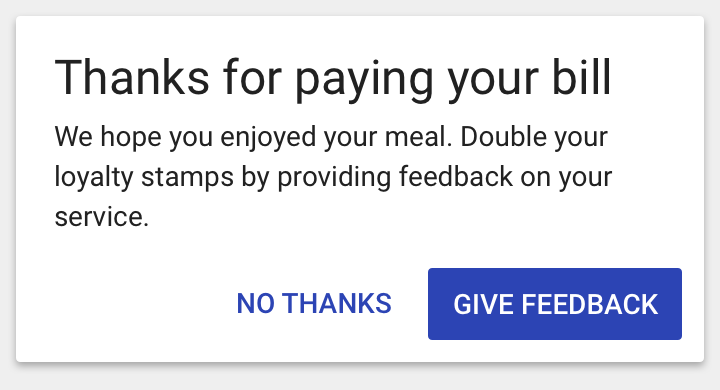 Thanks for paying your bill
We hope you enjoyed your meal. Double your
loyalty stamps by providing feedback on your
service.
NO THANKS
GIVE FEEDBACK